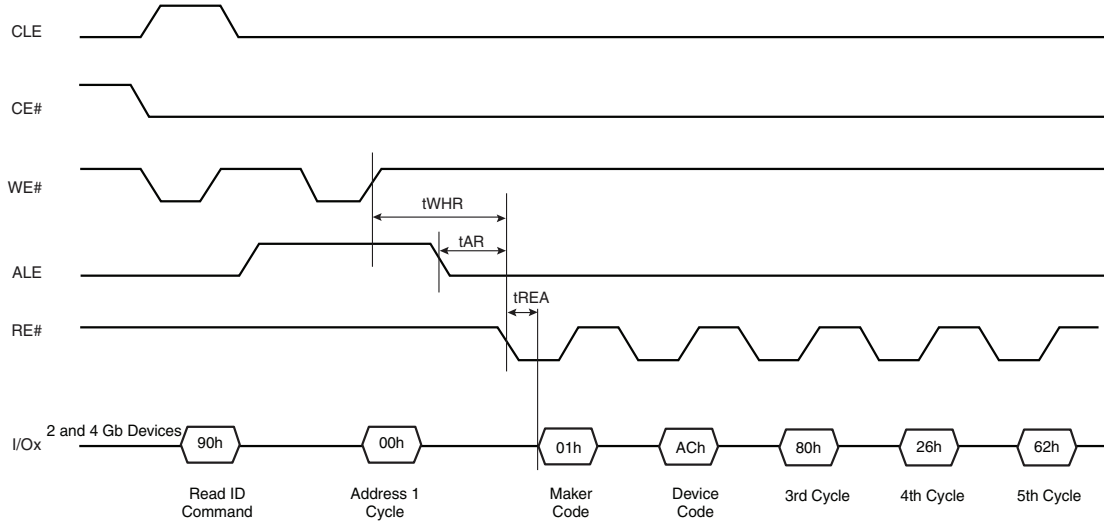 CLE
CE#
WE#
tWHR
tAR
ALE
tREA
RE#
2 and 4 Gb Devices
I/Ox
90h
00h
01h
ACh
80h
26h
62h
Read ID
Command
Address 1
Cycle
Maker
Code
Device
Code
3rd Cycle
4th Cycle
5th Cycle